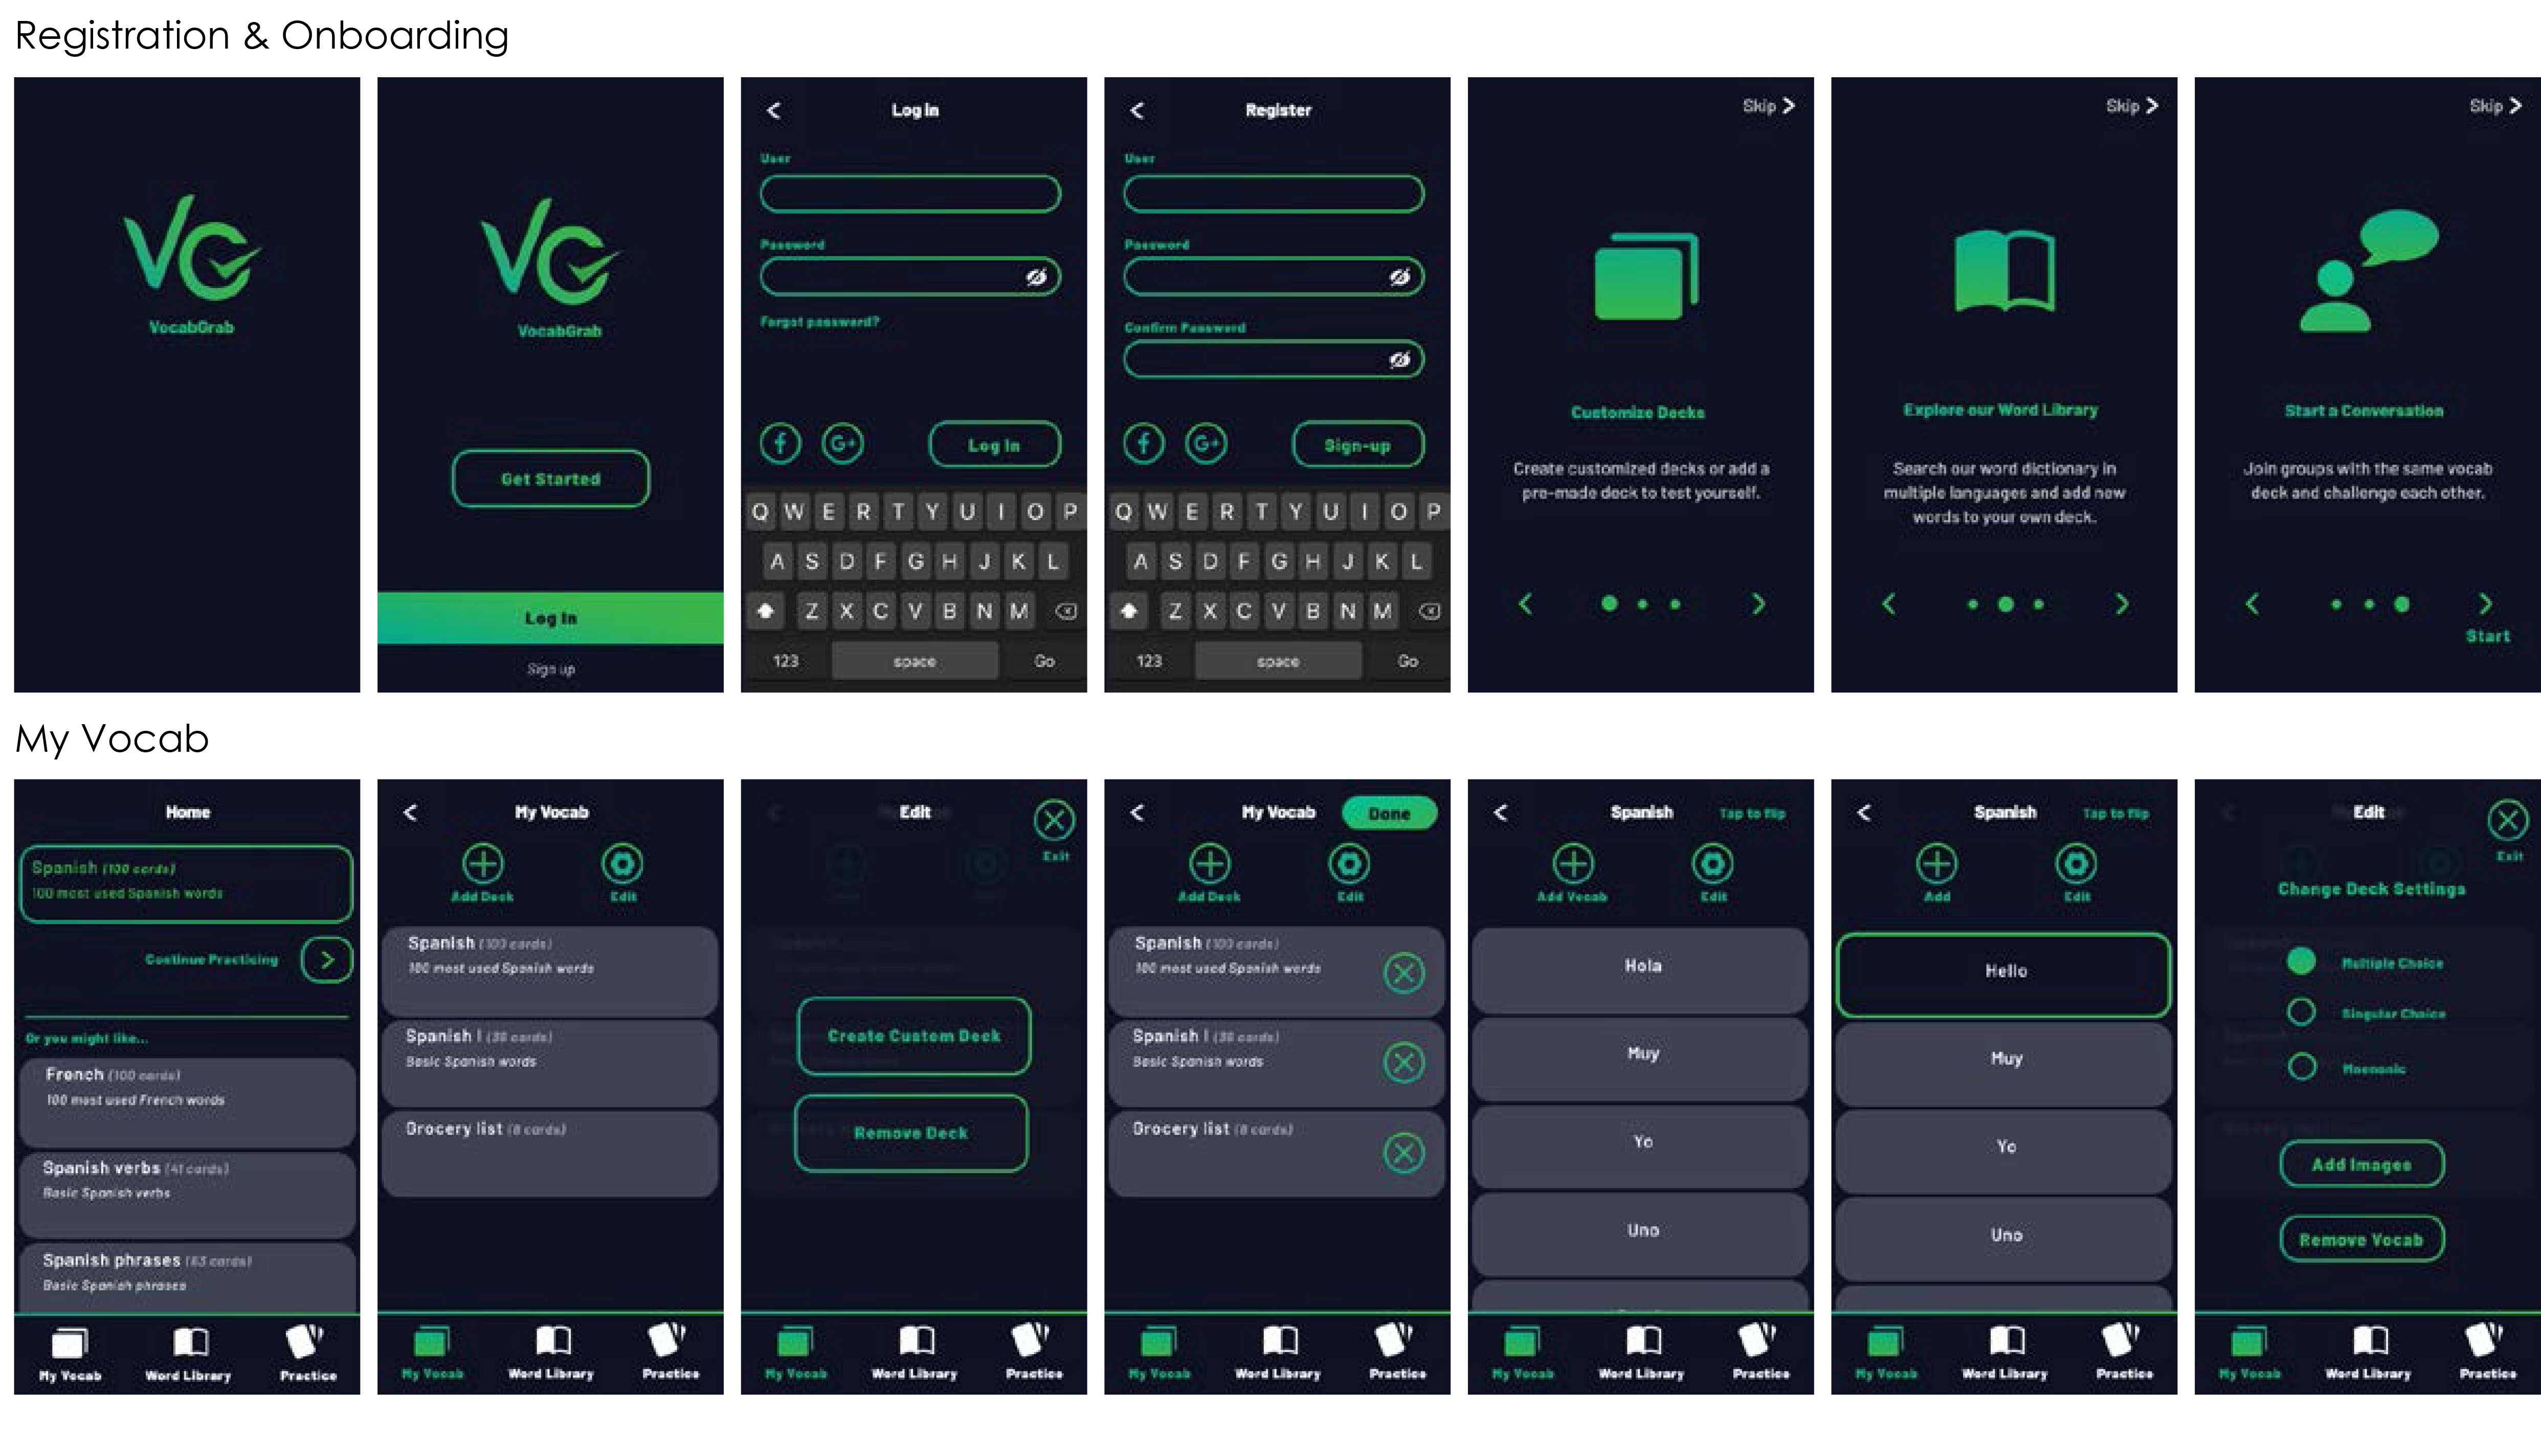 Registration & Onboarding
VG
VocabGrab
VG
VocabGrab
Get Started
Log In
Sign up
Log In
User
Password
Forgot password?
f G+ Log In
Q W E R T Y U I O P
A S D F G H J K L
Z X C V B N M
123 space Go
Register
User
Password
Confirm Password
f G+ Sign-up
Q W E R T Y U I O P
A S D F G H J K L
Z X C V B N M
123 space Go
Skip
Customize Decks
Create customized decks or add a
pre-made deck to test yourself.
Skip
Explore our Word Library
Search our word dictionary in
multiple languages and add new
words to your own deck.
Skip
Start a Conversation
Join groups with the same vocab
deck and challenge each other.
Start
My Vocab
Home
Spanish (100 cards)
100 most used Spanish words
Continue Practicing
Or you might like...
French (100 cards)
100 most used French words
Spanish verbs (41 cards)
Basic Spanish verbs
Spanish phrases (63 cards)
Basic Spanish phrases
My Vocab Word Library Practice
My Vocab
Add Deck Edit
Spanish (100 cards)
100 most used Spanish words
Spanish I (38 cards)
Basic Spanish words
Grocery list (8 cards)
My Vocab Word Library Practice
Edit
Exit
Create Custom Deck
Remove Deck
My Vocab Word Library Practice
My Vocab Done
Add Deck Edit
Spanish (100 cards)
100 most used Spanish words
Spanish I (38 cards)
Basic Spanish words
Grocery list (8 cards)
My Vocab Word Library Practice
Spanish Tap to flip
Add Vocab Edit
Hola
Muy
Yo
Uno
My Vocab Word Library Practice
Spanish Tap to flip
Add Edit
Hello
Muy
Yo
Uno
My Vocab Word Library Practice
Edit
Exit
Change Deck Settings
Multiple Choice
Singular Choice
Mnemonic
Add Images
Remove Vocab
My Vocab Word Library Practice